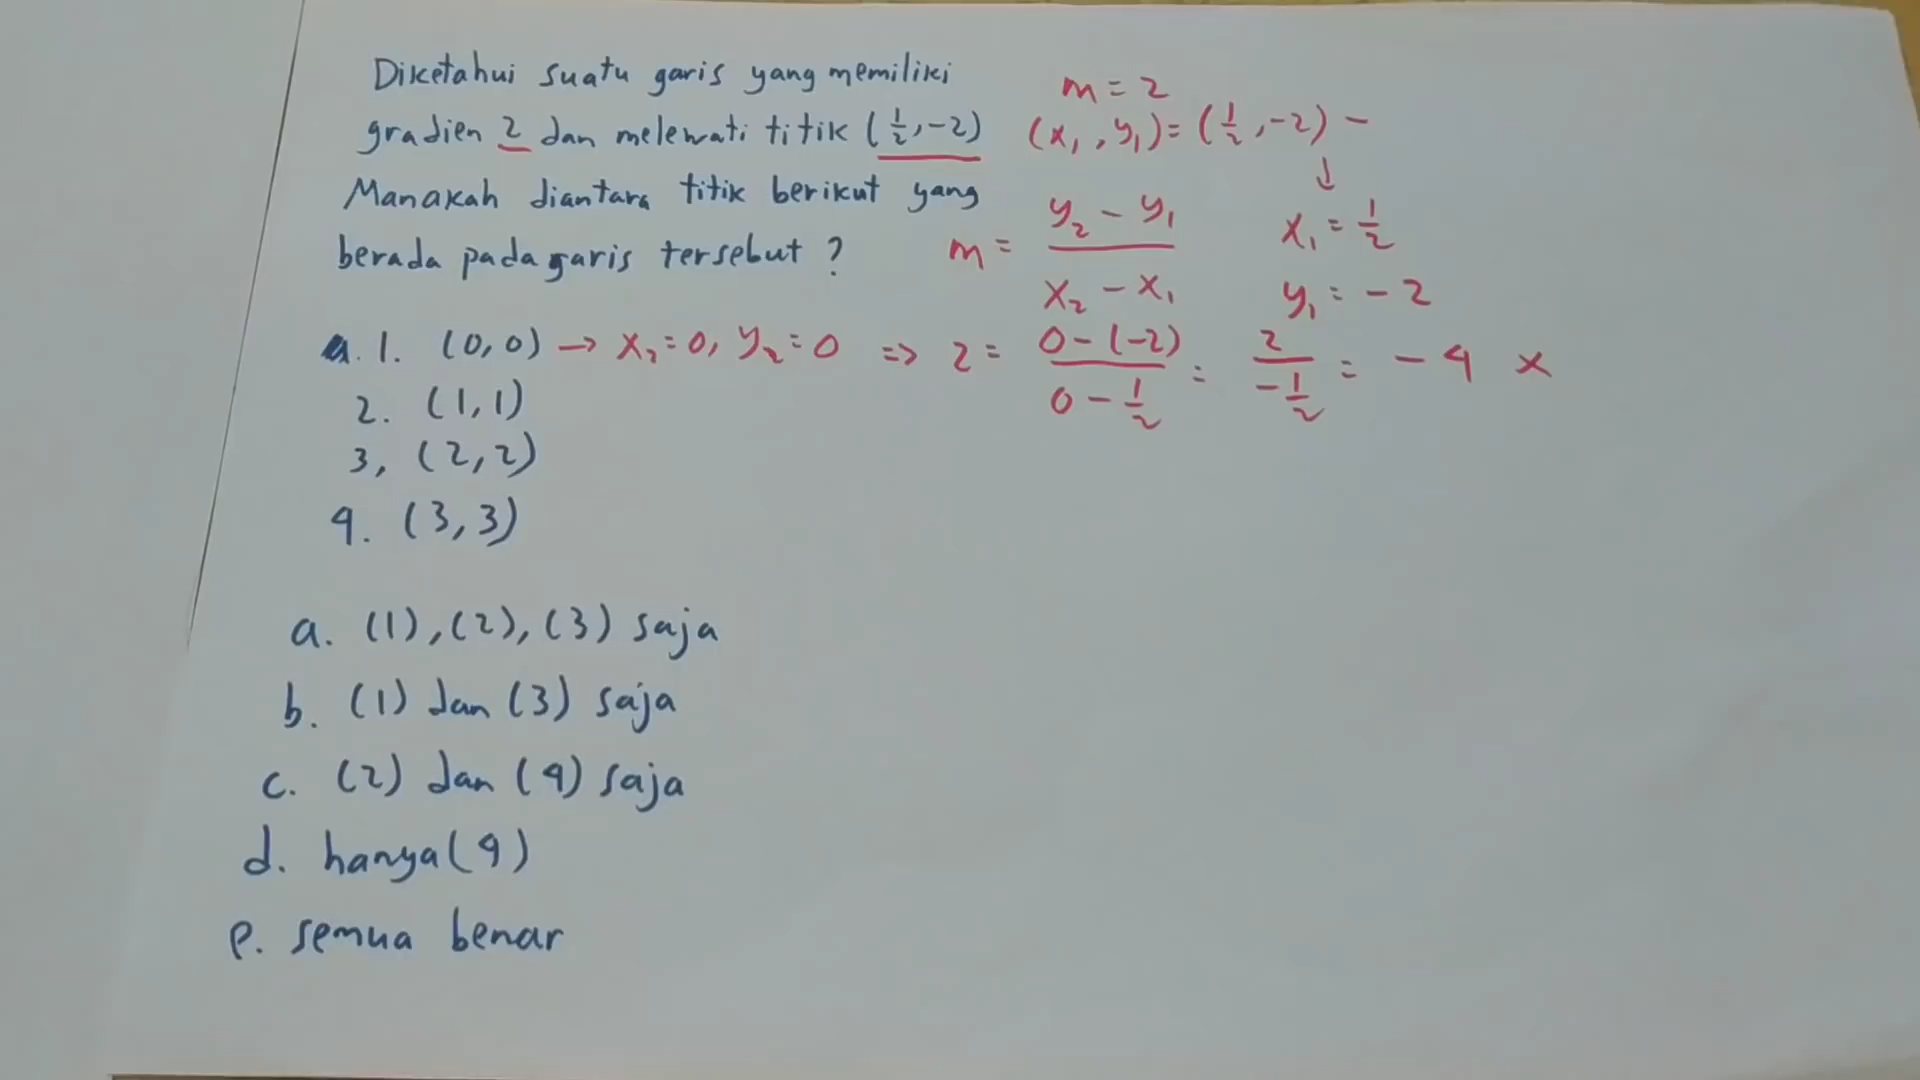 Diketahui suatu garis yang memiliki
gradien 2 dan melewati titik (1/2, -2)
Manakah diantara titik berikut yang
berada pada garis tersebut ?
m = 2
(x₁, y₁) = (1/2, -2) -
↓
x₁ = 1/2
y₁ = -2
m = (y₂ - y₁)/(x₂ - x₁)
1. (0,0) → x₂ = 0, y₂ = 0 => 2 = (0 - (-2))/(0 - 1/2) = 2/(-1/2) = -4 x
2. (1,1)
3, (2,2)
4. (3,3)
a. (1), (2), (3) saja
b. (1) dan (3) saja
c. (2) dan (4) saja
d. hanya (4)
e. semua benar